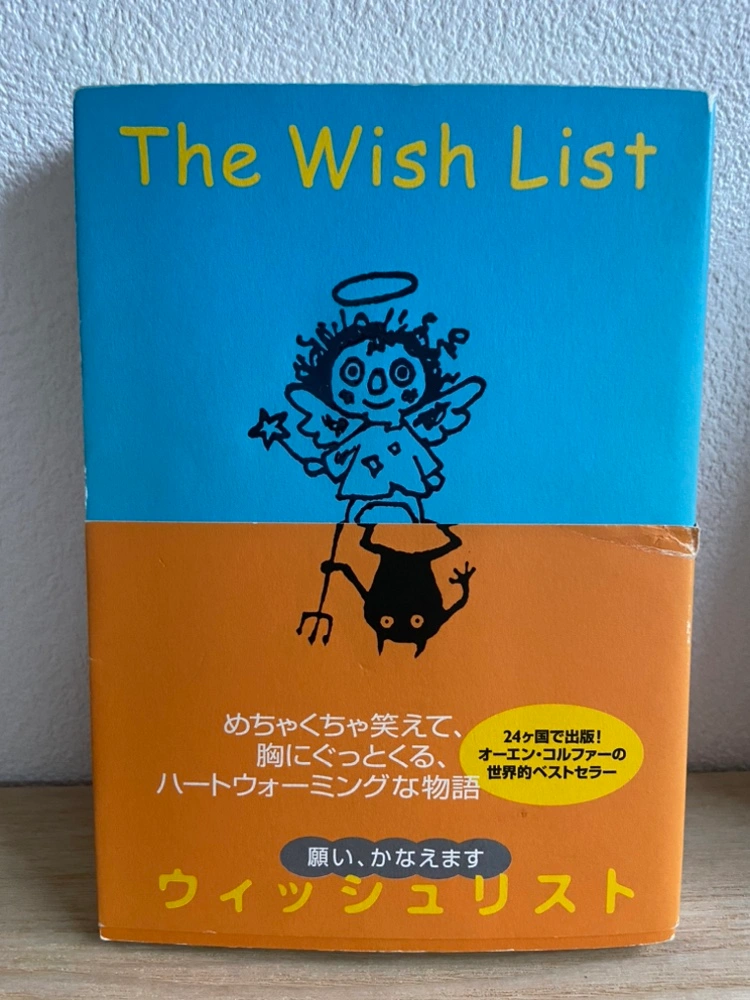 The Wish List
めちゃくちゃ笑えて、
胸にぐっとくる、
ハートウォーミングな物語
24ヶ国で出版！
オーエン・コルファーの
世界的ベストセラー
願い、かなえます
ウィッシュリスト